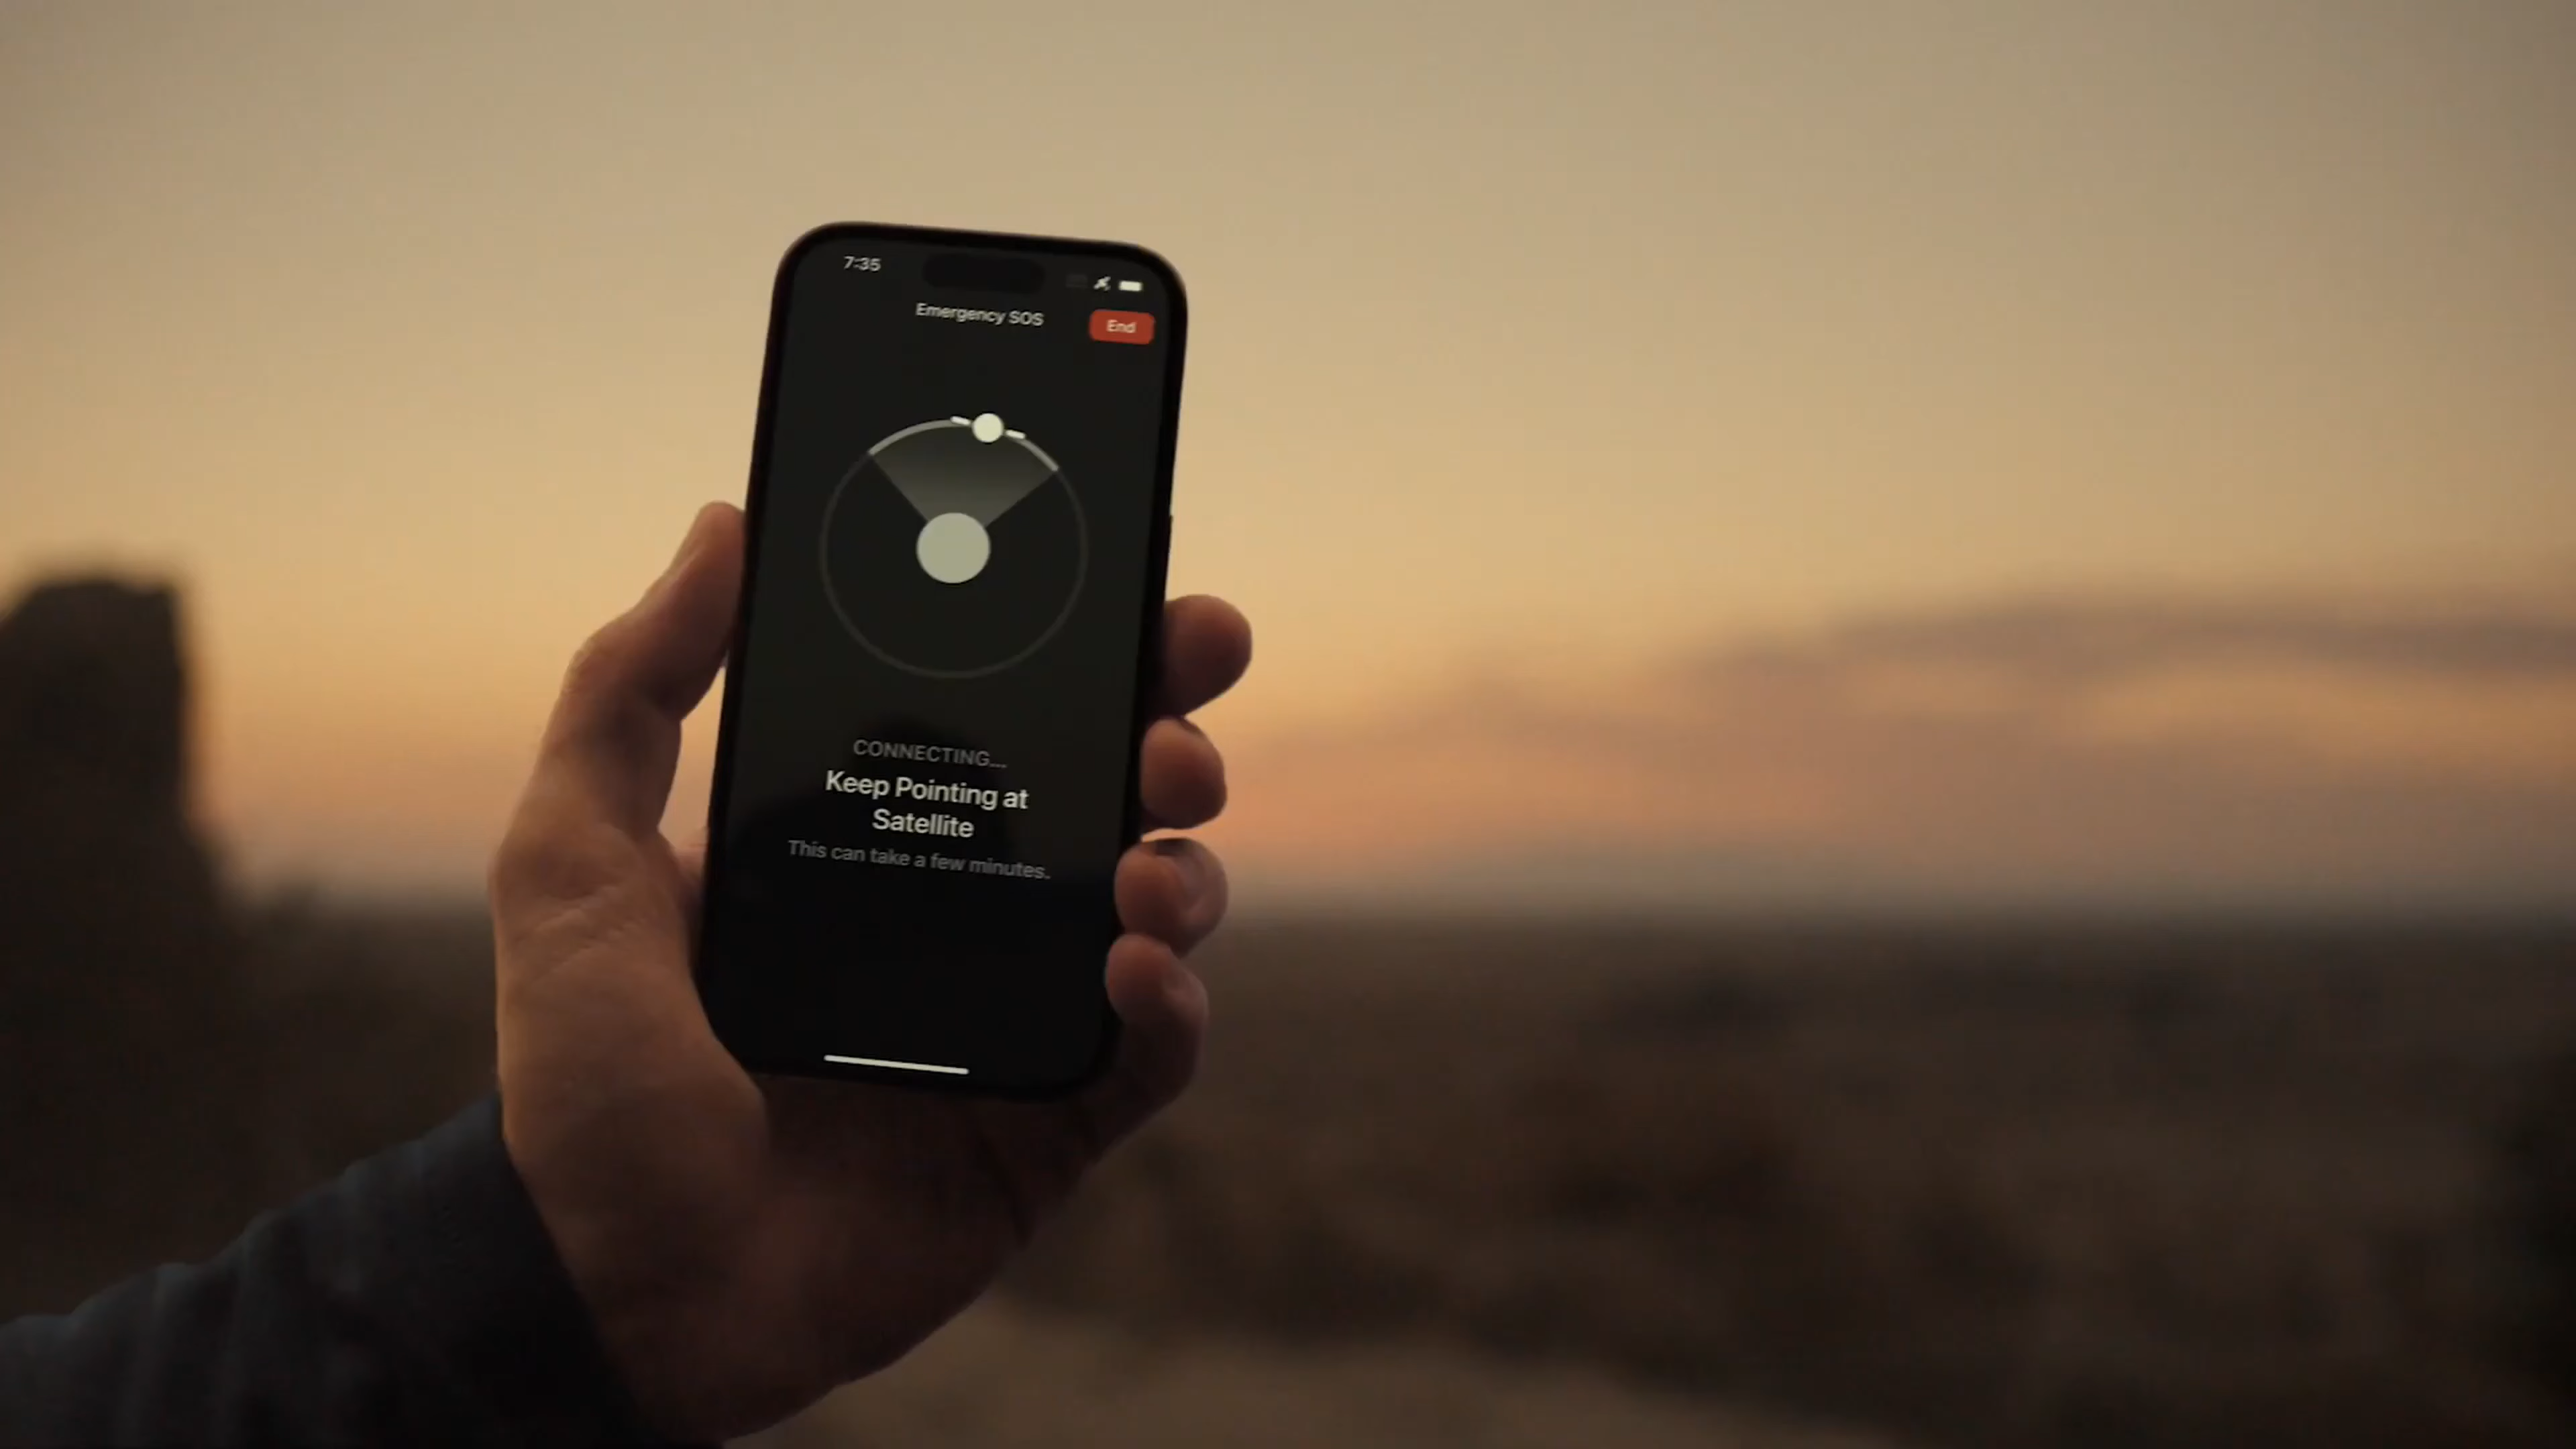 7:35
Emergency SOS
End
CONNECTING...
Keep Pointing at
Satellite
This can take a few minutes.